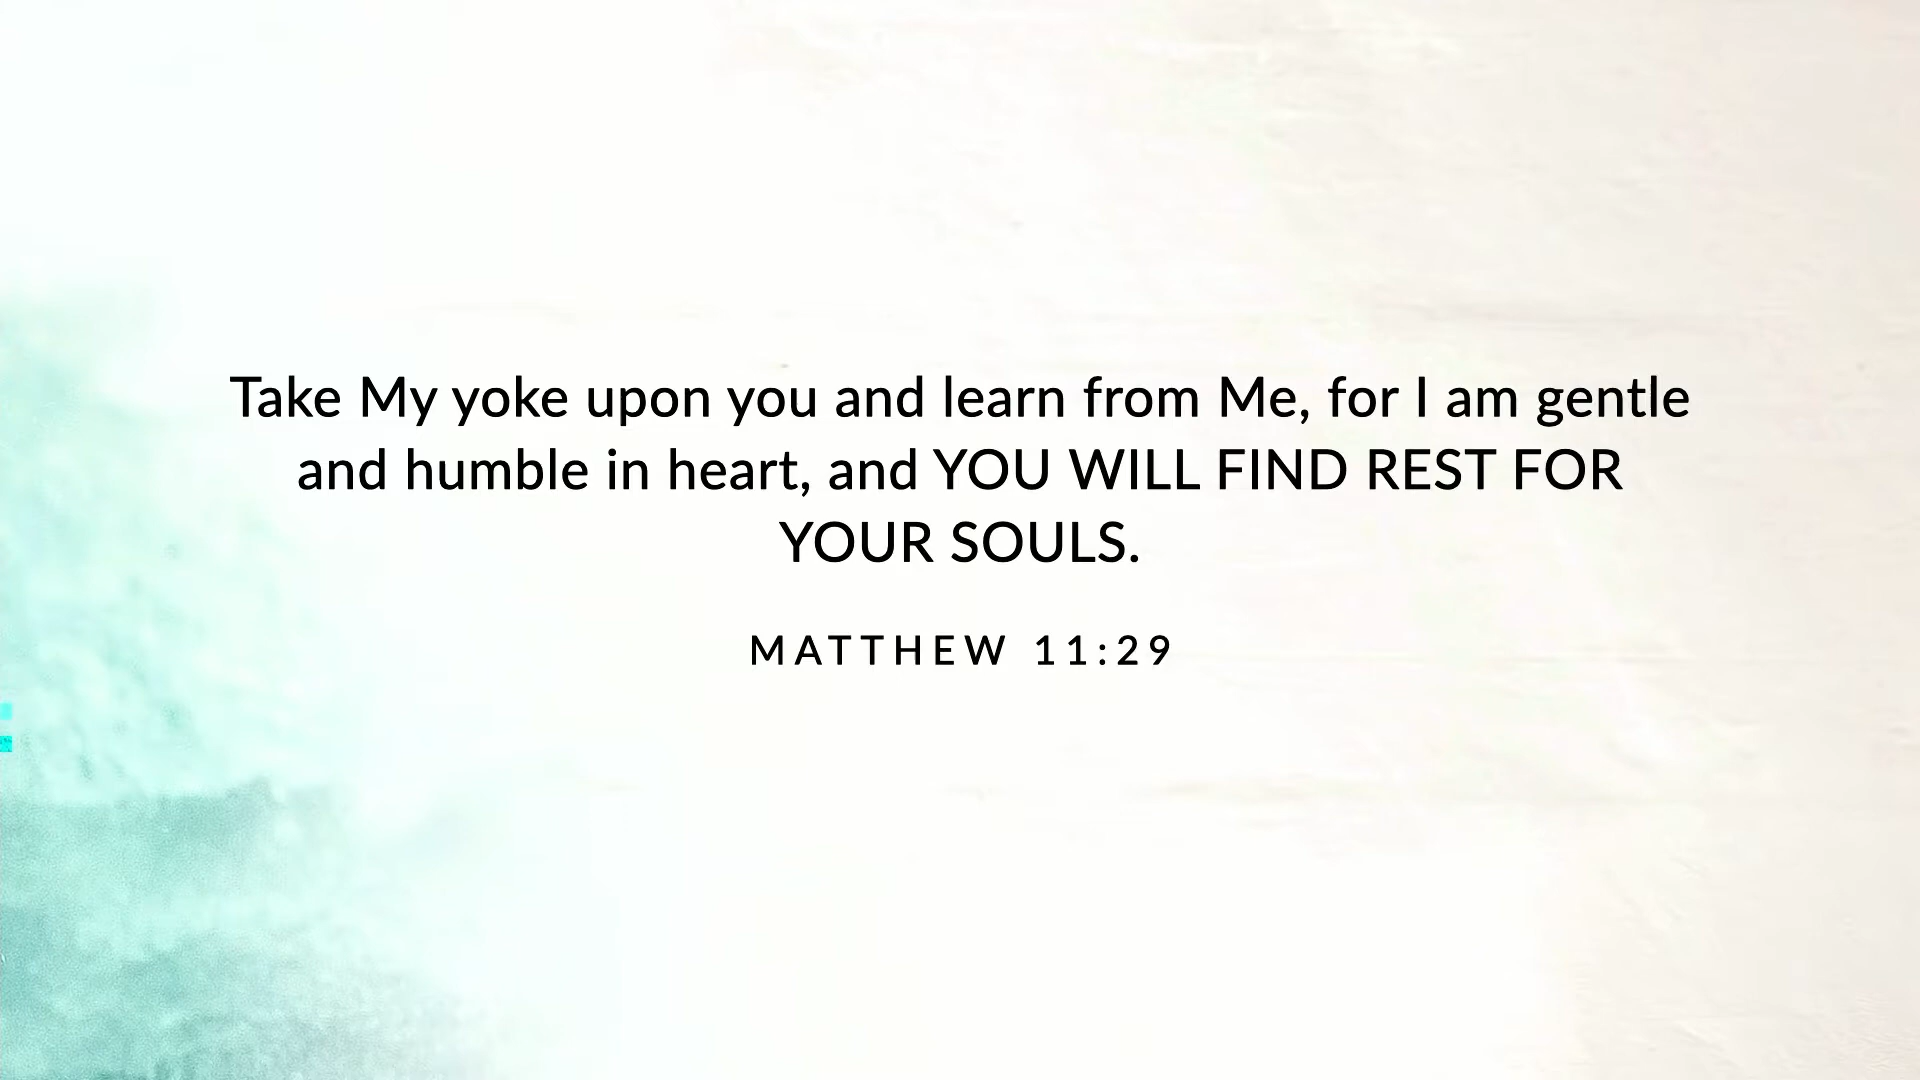 Take My yoke upon you and learn from Me, for I am gentle
and humble in heart, and YOU WILL FIND REST FOR
YOUR SOULS.
MATTHEW 11:29